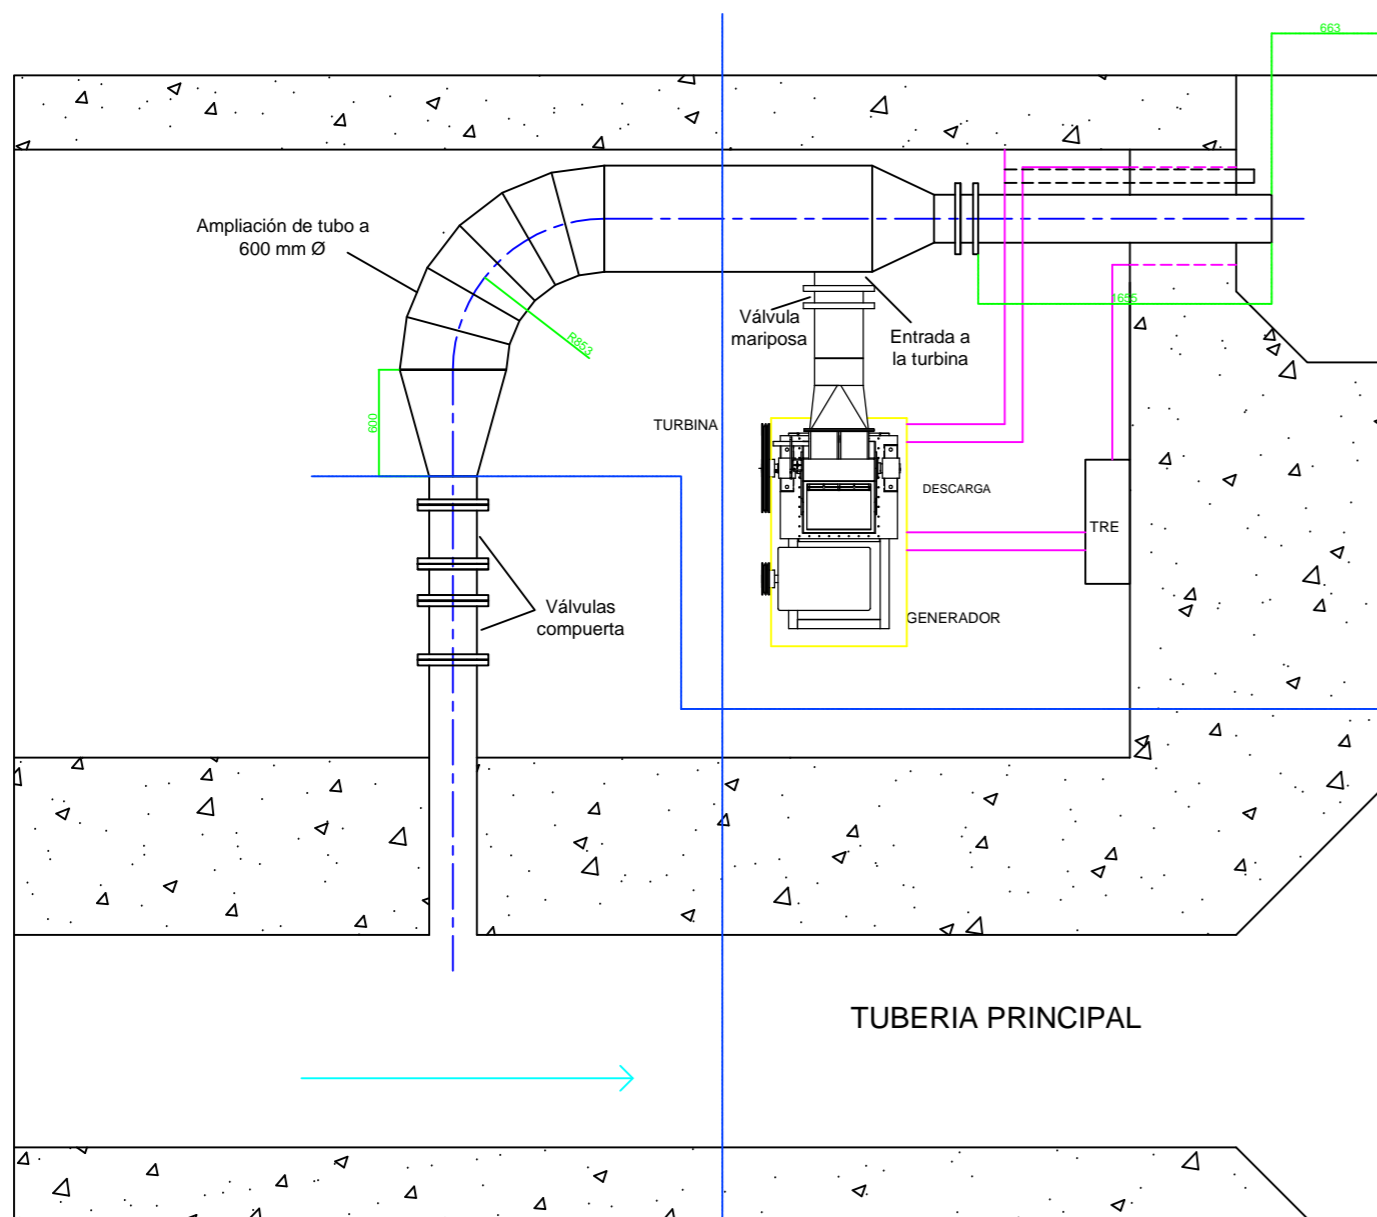 663
Ampliación de tubo a
600 mm Ø
1655
Válvula
mariposa
Entrada a
la turbina
R853
600
TURBINA
DESCARGA
TRE
Válvulas
compuerta
GENERADOR
TUBERIA PRINCIPAL